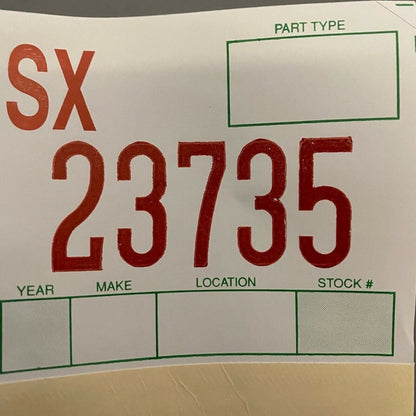 PART TYPE
SX
23735
YEAR MAKE LOCATION STOCK #